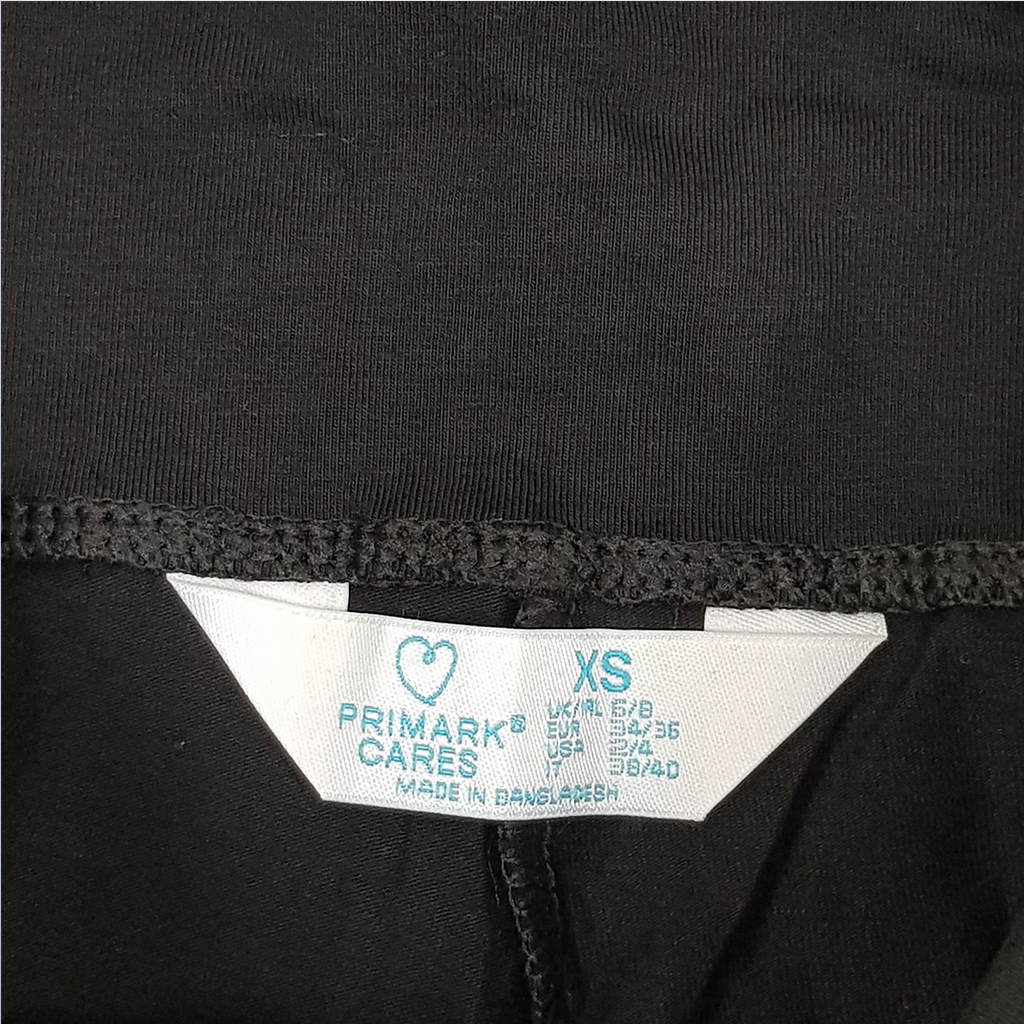 XS
PRIMARK®
CARES
UK/IRL 6/8
EUR 34/36
USA 2/4
IT 38/40
MADE IN BANGLADESH